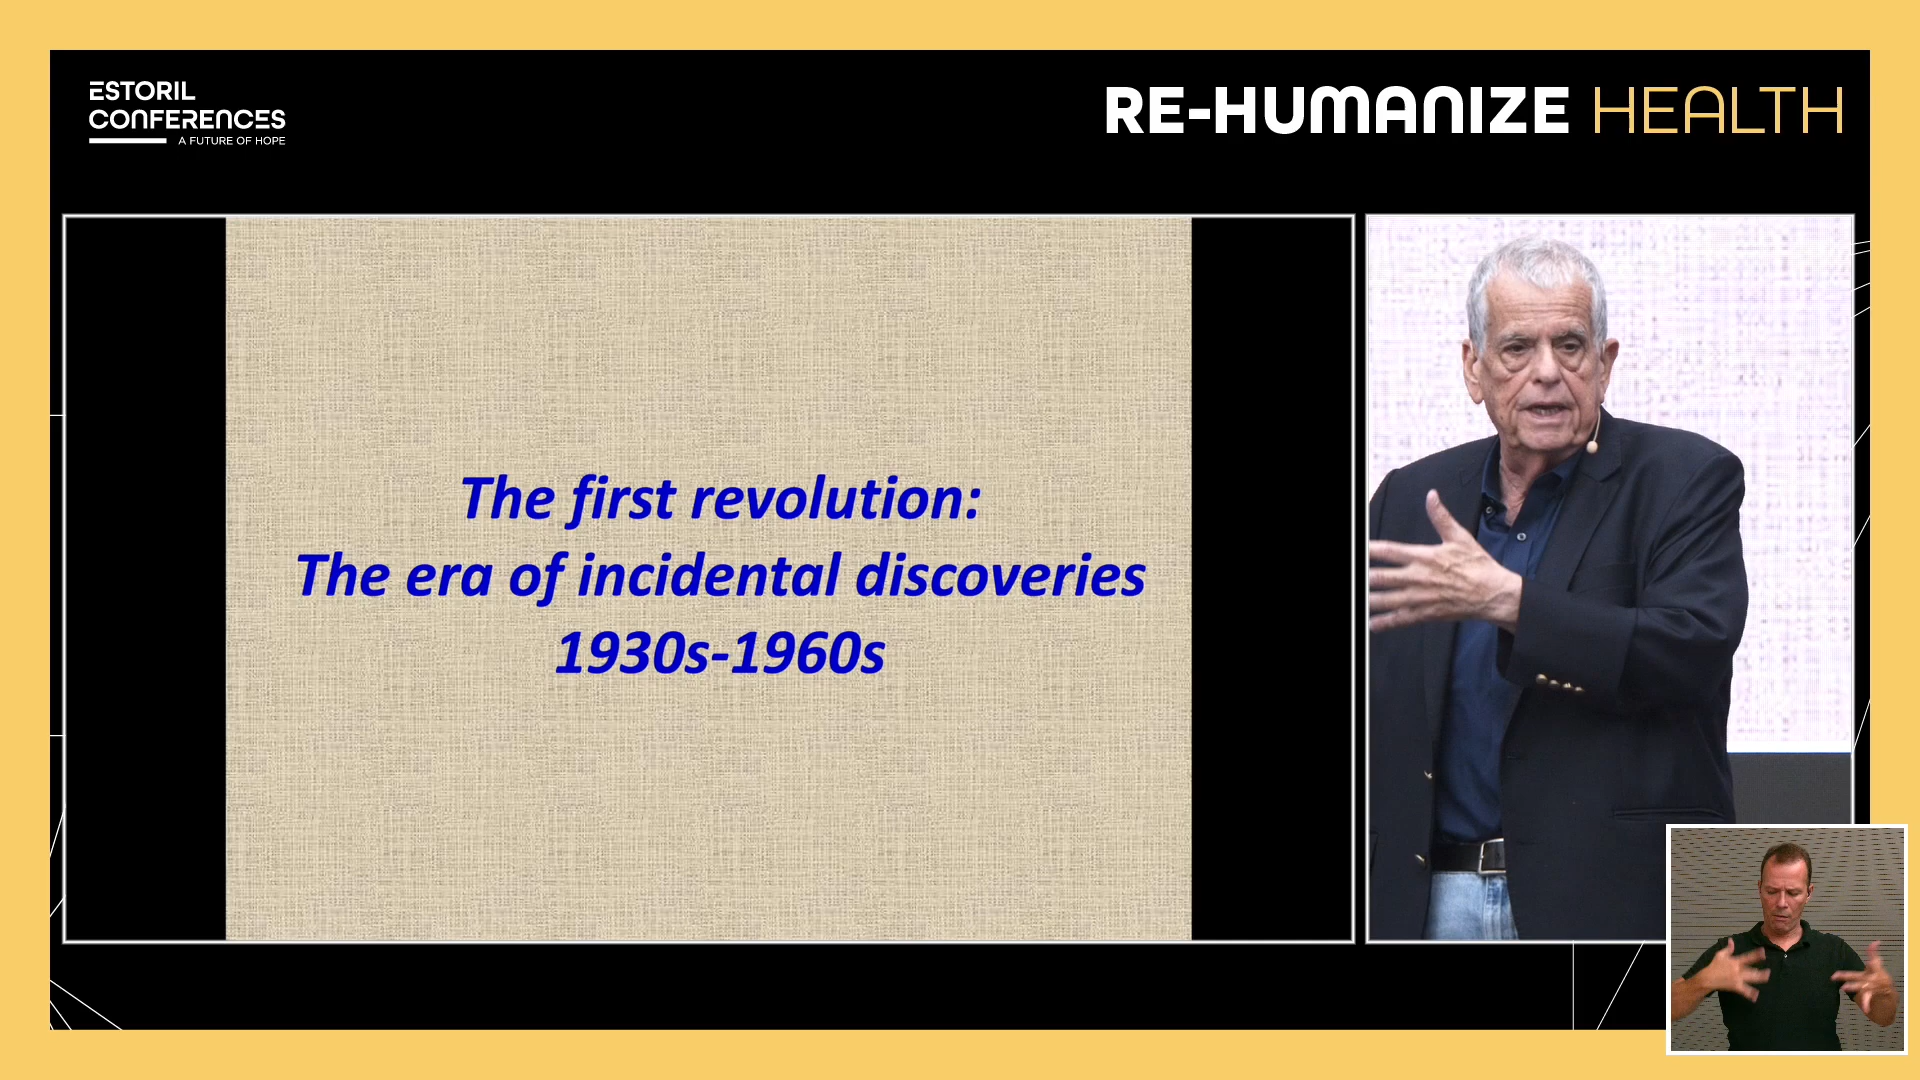 ESTORIL
CONFERENCES
A FUTURE OF HOPE
RE-HUMANIZE HEALTH
The first revolution:
The era of incidental discoveries
1930s-1960s